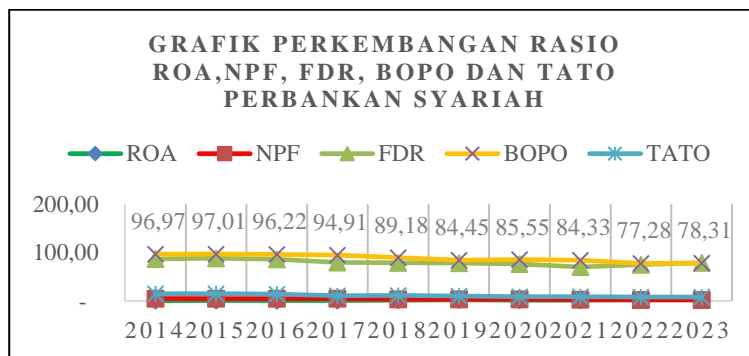 GRAFIK PERKEMBANGAN RASIO
ROA,NPF, FDR, BOPO DAN TATO
PERBANKAN SYARIAH
ROA NPF FDR BOPO TATO
200,00
96,97 97,01 96,22 94,91 89,18 84,45 85,55 84,33 77,28 78,31
100,00
-
2014 2015 2016 2017 2018 2019 2020 2021 2022 2023